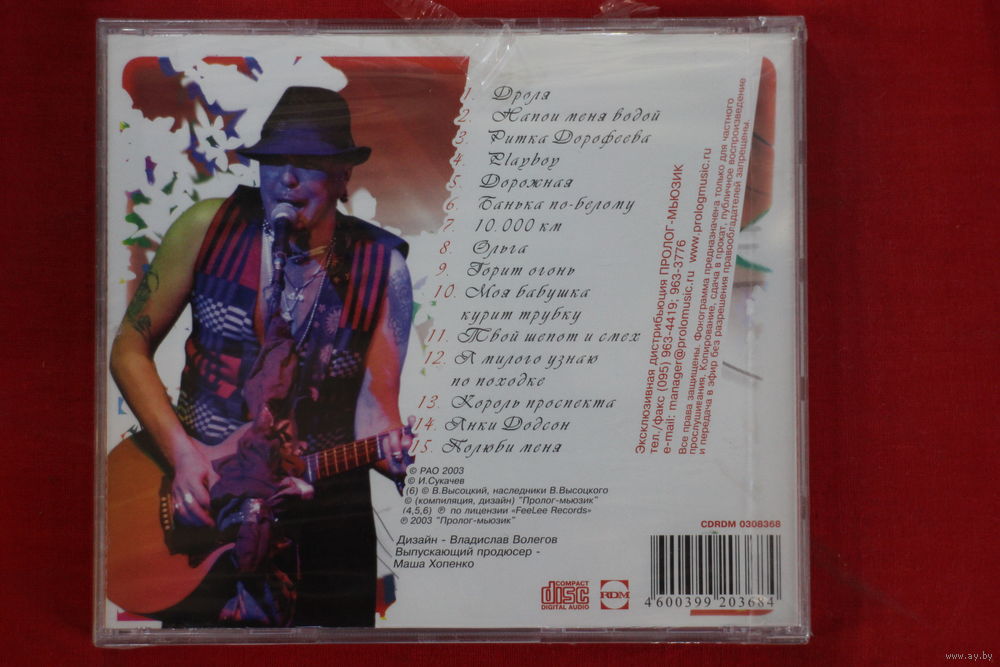 1. Дроля
2. Напои меня водой
3. Ритка Дорофеева
4. Playboy
5. Дорожная
6. Банька по-белому
7. 10.000 км
8. Ольга
9. Горит огонь
10. Моя бабушка
курит трубку
11. Твой шепот и смех
12. Я милого узнаю
по походке
13. Король проспекта
14. Янки Додсон
15. Полюби меня
© РАО 2003
© И.Сукачев
(6) © В.Высоцкий, наследники В.Высоцкого
© (компиляция, дизайн) "Пролог-мьюзик"
(4,5,6) ℗ по лицензии «FeeLee Records»
℗ 2003 "Пролог-мьюзик"
Дизайн - Владислав Волегов
Выпускающий продюсер -
Маша Хопенко
Эксклюзивная дистрибьюция ПРОЛОГ-МЬЮЗИК
тел./факс (095) 963-4419; 963-3776
e-mail: manager@prolomusic.ru www.prologmusic.ru
Все права защищены. Фонограмма предназначена только для частного
прослушивания. Копирование, сдача в прокат, публичное воспроизведение
и передача в эфир без разрешения правообладателей запрещены.
CDRDM 0308368
COMPACT
disc
DIGITAL AUDIO
RDM
4 600399 203684
www.ay.by